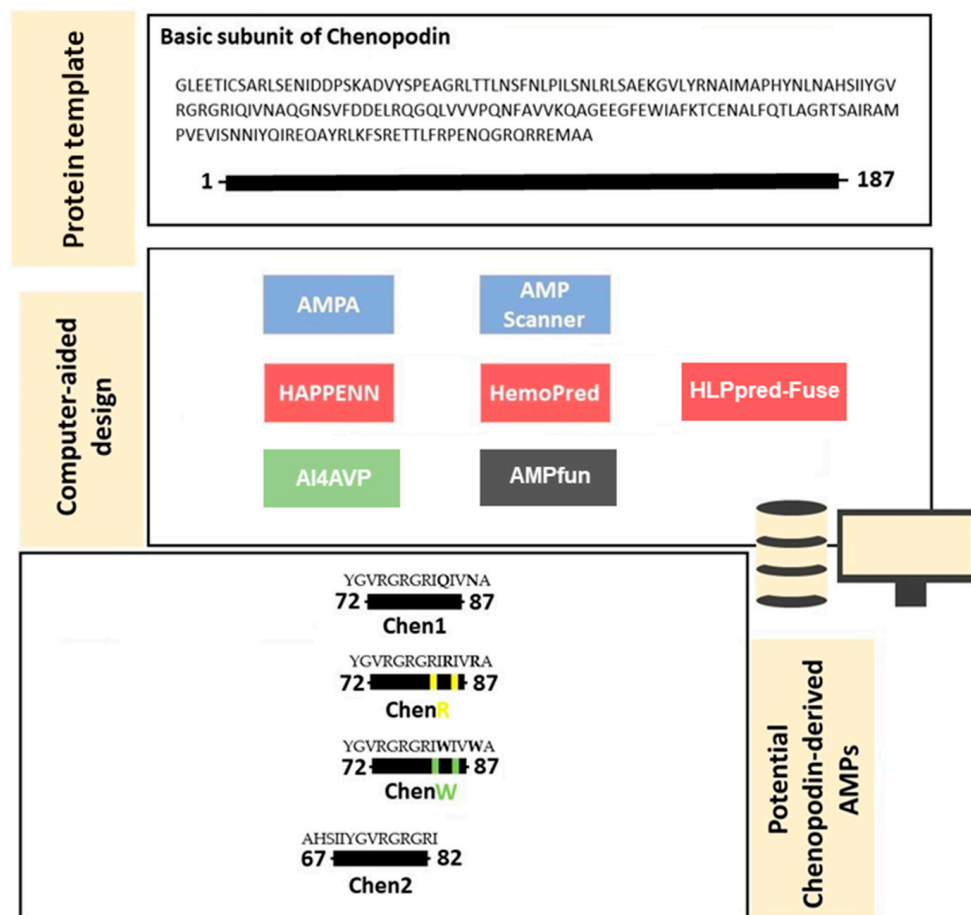 Protein template
Basic subunit of Chenopodin
GLEETICSARLSENIDDPSKADVYSPEAGRLTTLNSFNLPILSNLRLSAEKGVLYRNAIMAPHYNLNAHSIIYGV
RGRGRIQIVNAQGNSVFDDELRQGQLVVVPQNFAVVKQAGEEGFEWIAFKTCENALFQTLAGRTSAIRAM
PVEVISNNIYQIREQAYRLKFSRETTLFRPENQGRQRREMAA
1 187
Computer-aided
design
AMPA
AMP
Scanner
HAPPENN
HemoPred
HLPpred-Fuse
AI4AVP
AMPfun
YGVRGRGRIQIVNA
72 87
Chen1
YGVRGRGRIRIVRA
72 87
ChenR
YGVRGRGRIWIVWA
72 87
ChenW
AHSIIYGVRGRGRI
67 82
Chen2
Potential
Chenopodin-derived
AMPs